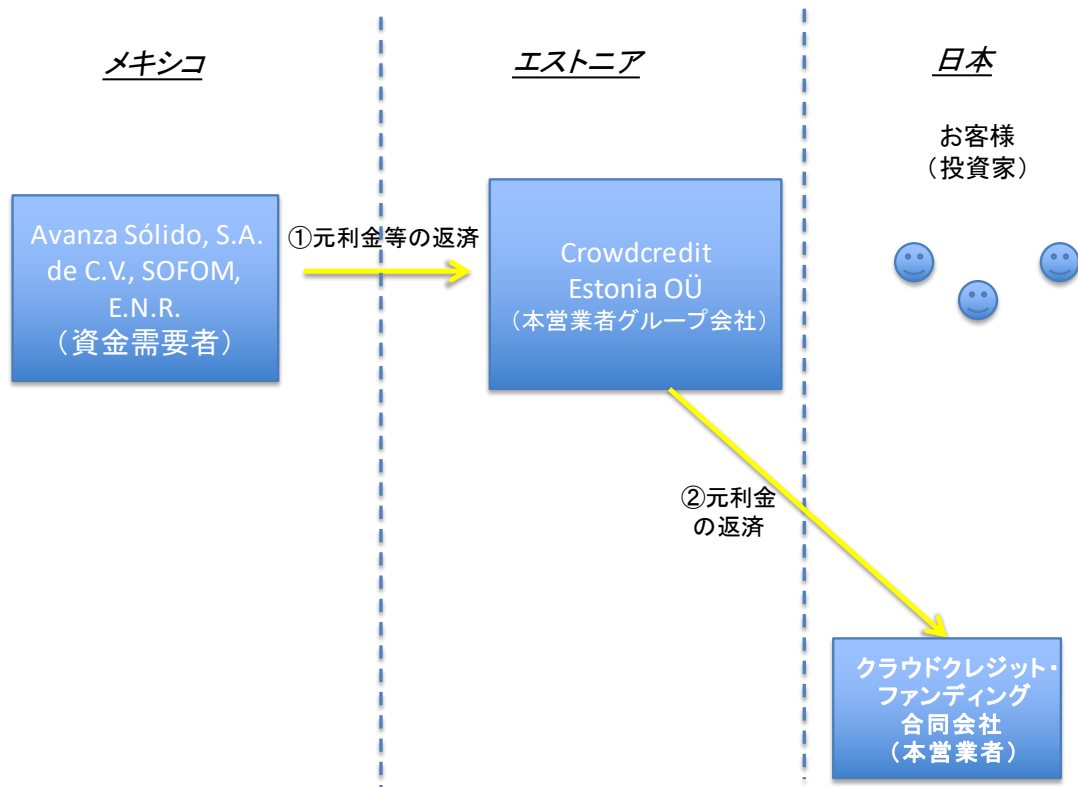 メキシコ
エストニア
日本
お客様
（投資家）
Avanza Sólido, S.A.
de C.V., SOFOM,
E.N.R.
（資金需要者）
①元利金等の返済
Crowdcredit
Estonia OÜ
（本営業者グループ会社）
②元利金
の返済
クラウドクレジット・
ファンディング
合同会社
（本営業者）